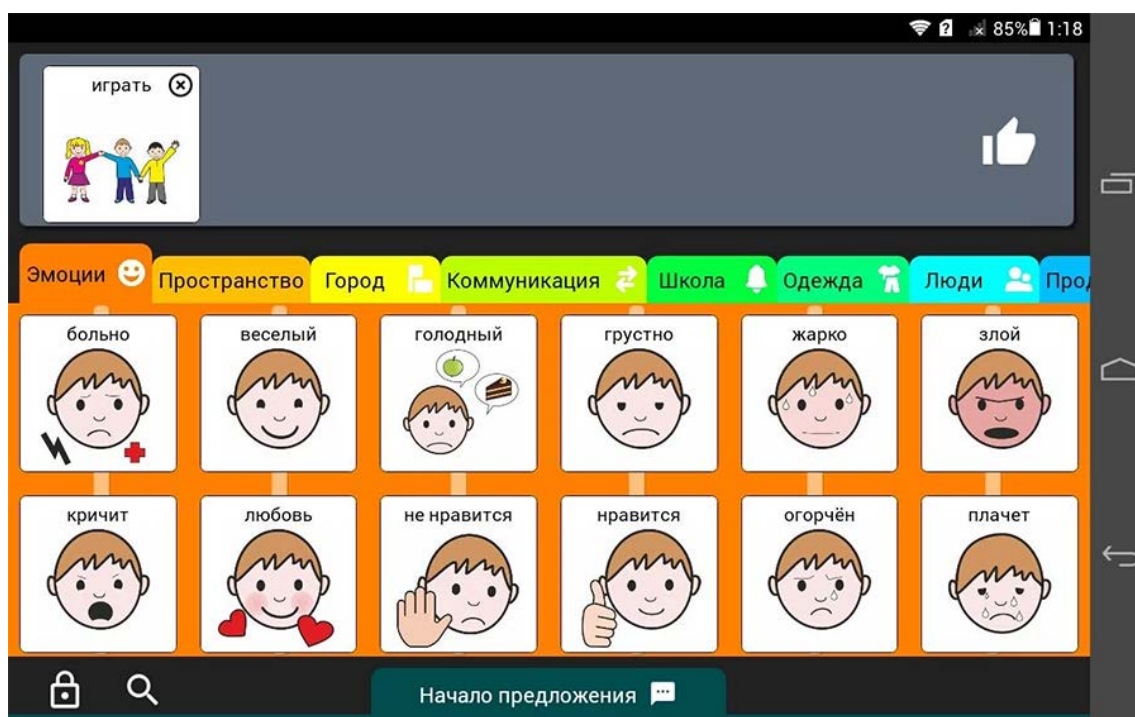 85% 1:18
играть
Эмоции Пространство Город Коммуникация Школа Одежда Люди Прод
больно веселый голодный грустно жарко злой
кричит любовь не нравится нравится огорчён плачет
Начало предложения